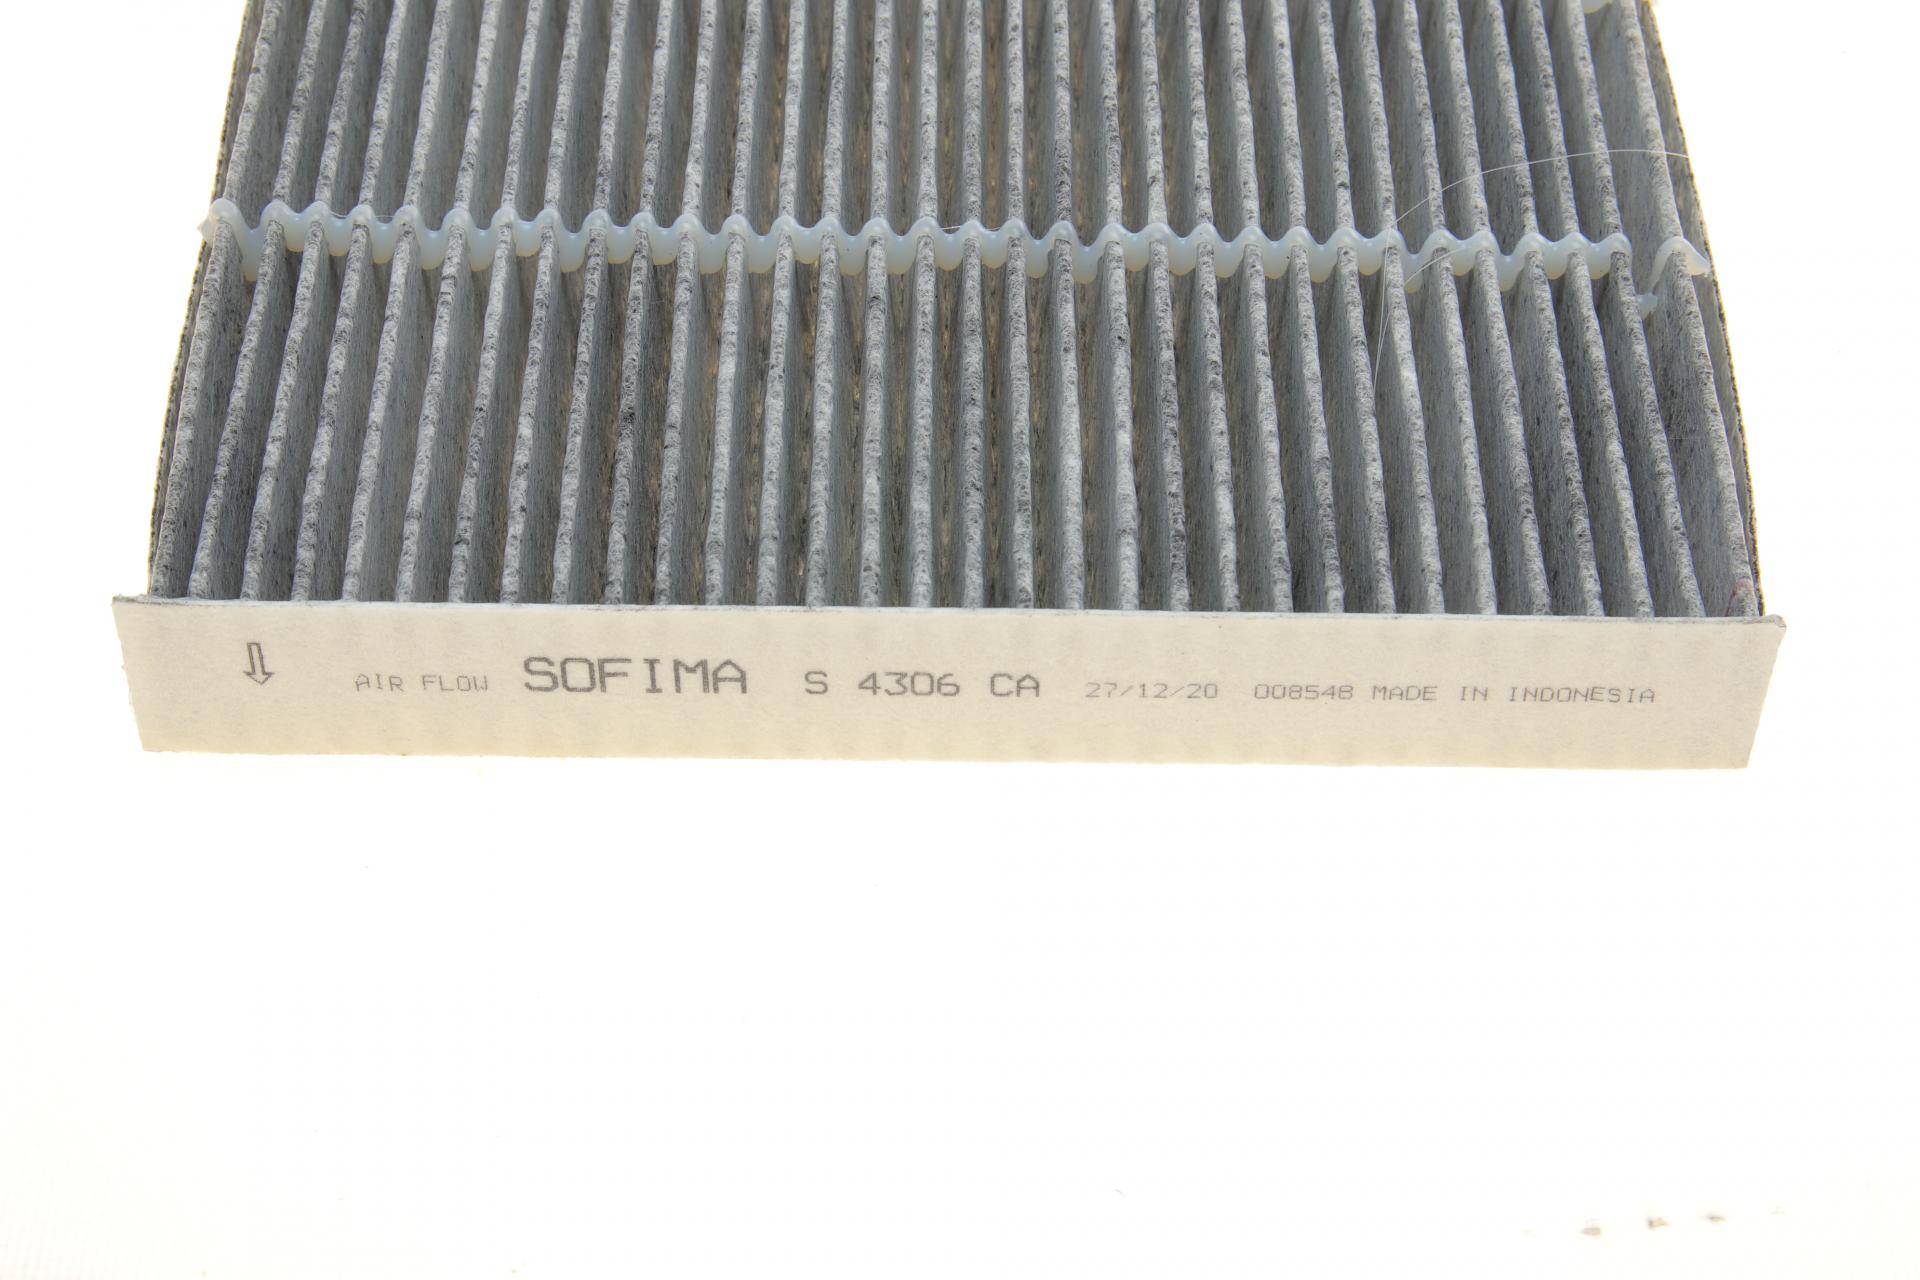 AIR FLOW SOFIMA S 4306 CA 27/12/20 008548 MADE IN INDONESIA